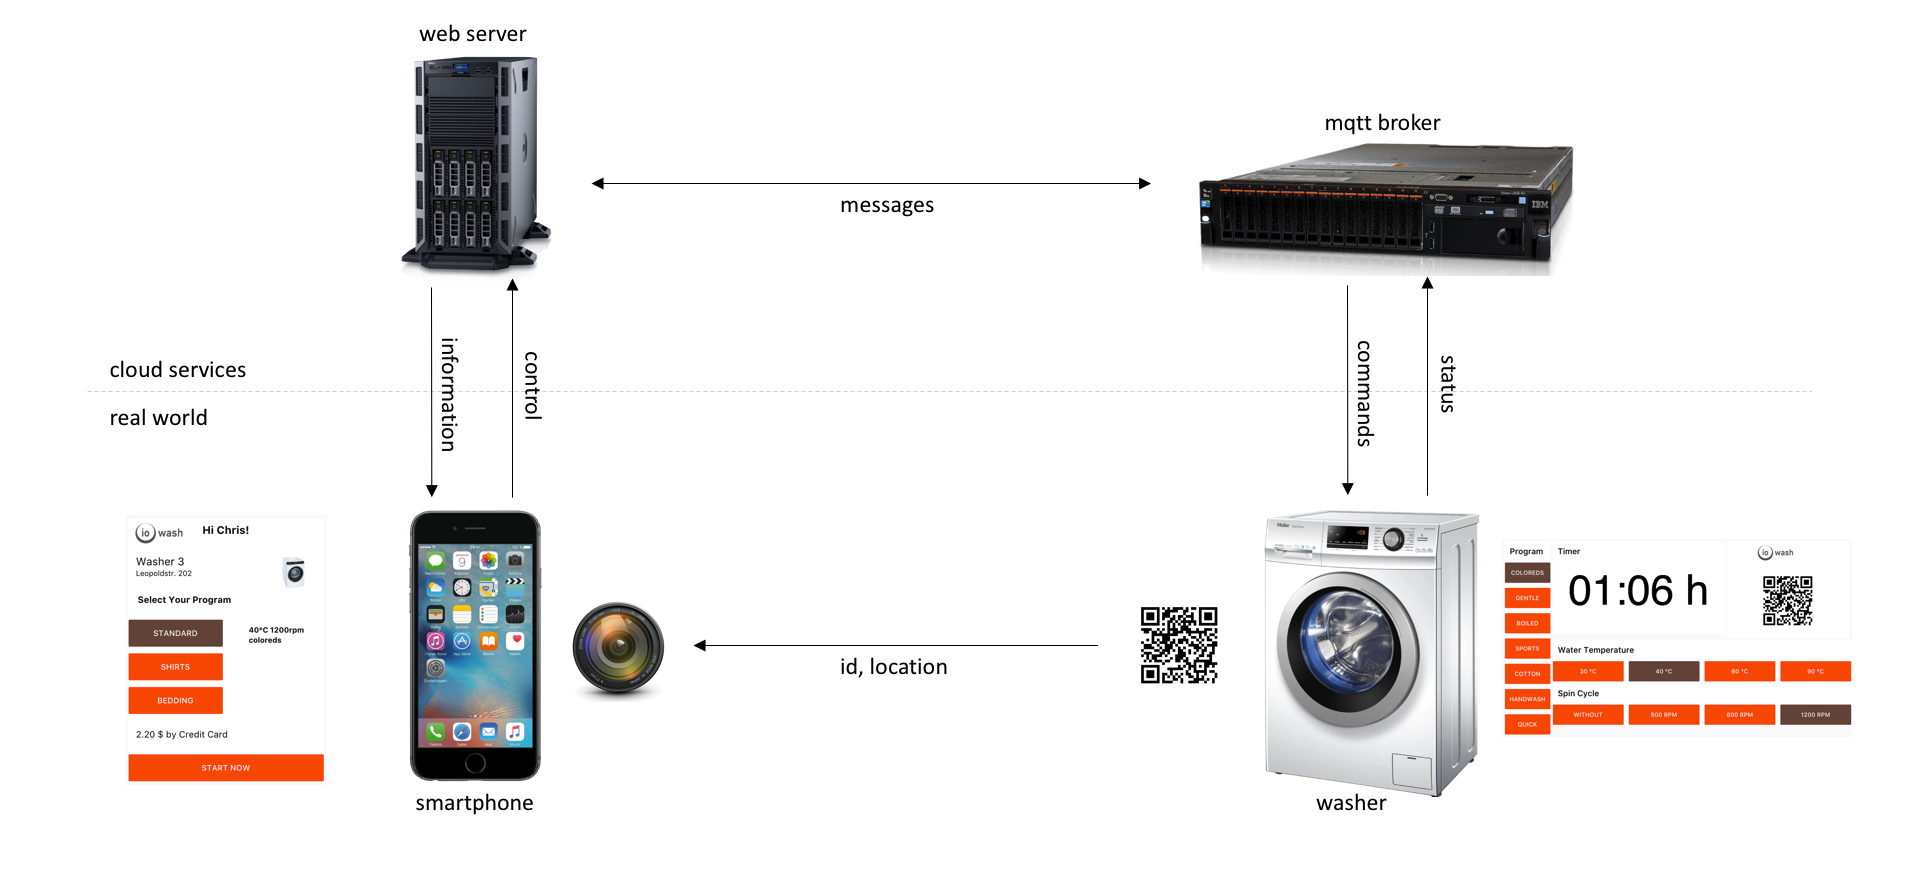 web server
mqtt broker
IBM
messages
information
control
commands
status
cloud services
real world
io wash
Hi Chris!
Washer 3
Leopoldstr. 202
Select Your Program
STANDARD
40°C 1200rpm
coloreds
SHIRTS
BEDDING
2.20 $ by Credit Card
START NOW
smartphone
id, location
Haier
washer
Program
Timer
io wash
COLOREDS
GENTLE
BOILED
SPORTS
COTTON
HANDWASH
QUICK
01:06 h
Water Temperature
30 °C
40 °C
60 °C
90 °C
Spin Cycle
WITHOUT
500 RPM
800 RPM
1200 RPM